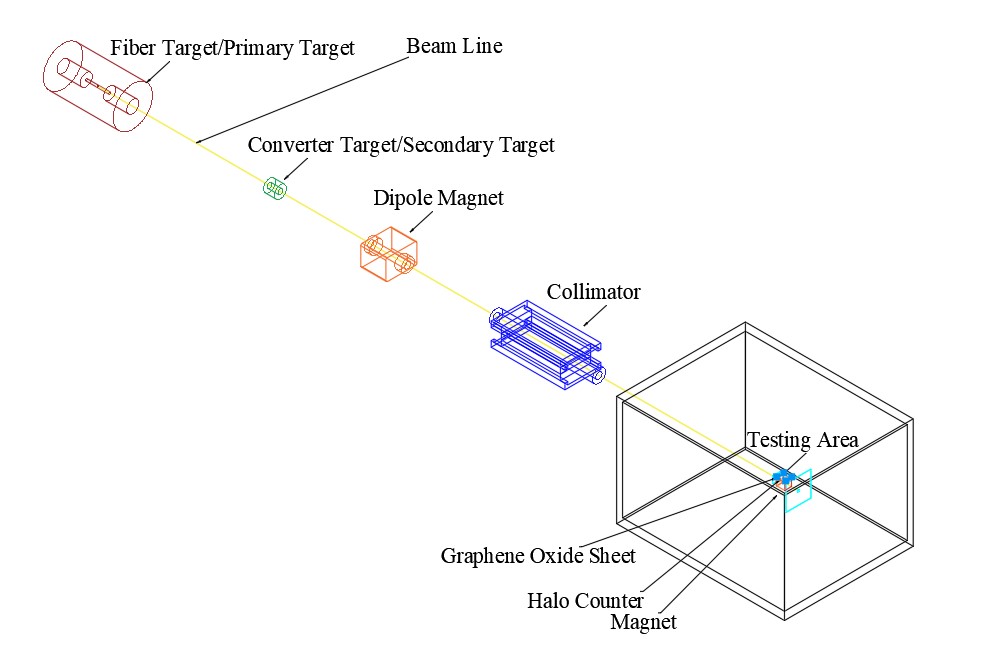 Fiber Target/Primary Target
Beam Line
Converter Target/Secondary Target
Dipole Magnet
Collimator
Testing Area
Graphene Oxide Sheet
Halo Counter
Magnet